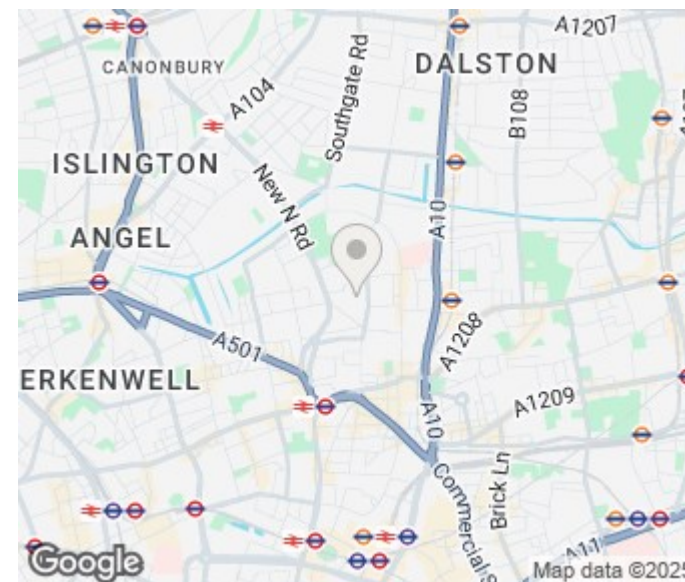 A1207
CANONBURY
Southgate Rd
DALSTON
A104
B108
ISLINGTON
New N Rd
A10
ANGEL
A501
A1208
ERKENWELL
A10
A1209
Commercial S
Brick Ln
A11
Google
Map data ©2025